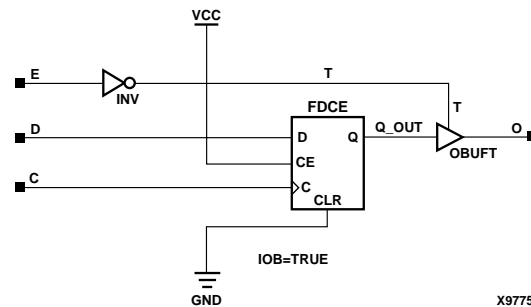 VCC
E
T
INV
FDCE
T
D
D
Q
Q_OUT
O
CE
OBUFT
C
C
CLR
IOB=TRUE
GND
X9775